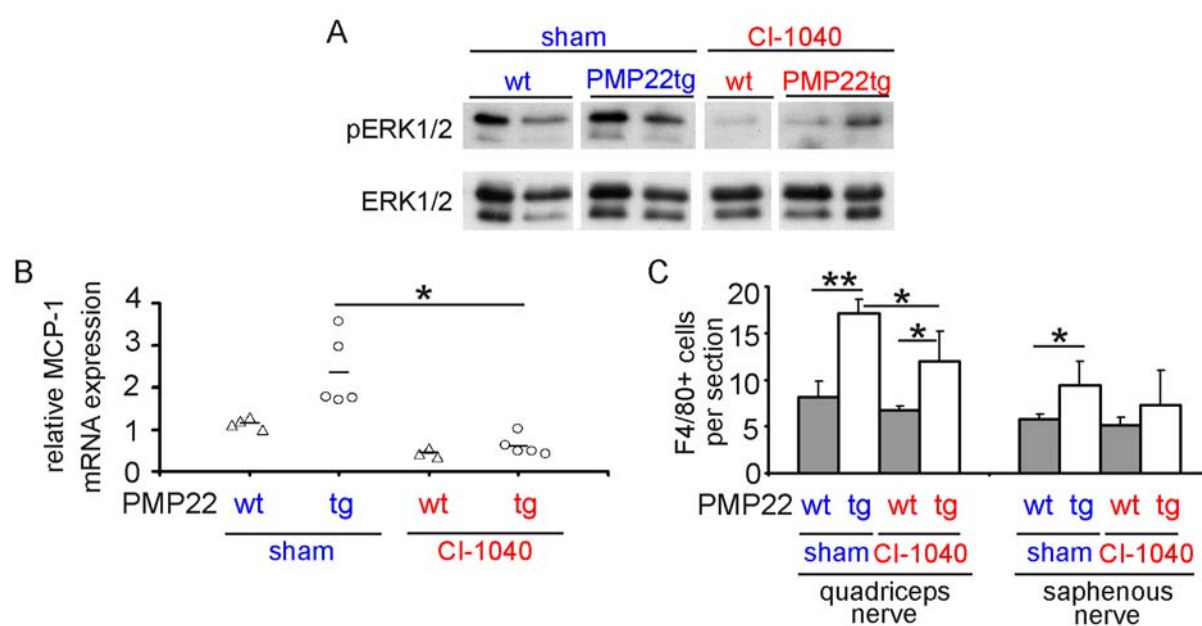 A
sham CI-1040
wt PMP22tg wt PMP22tg
pERK1/2
ERK1/2
B
relative MCP-1
mRNA expression
4
3
2
1
0
*
PMP22 wt tg wt tg
sham CI-1040
C
F4/80+ cells
per section
20
15
10
5
0
** * * *
PMP22 wt tg wt tg wt tg wt tg
sham CI-1040 sham CI-1040
quadriceps saphenous
nerve nerve